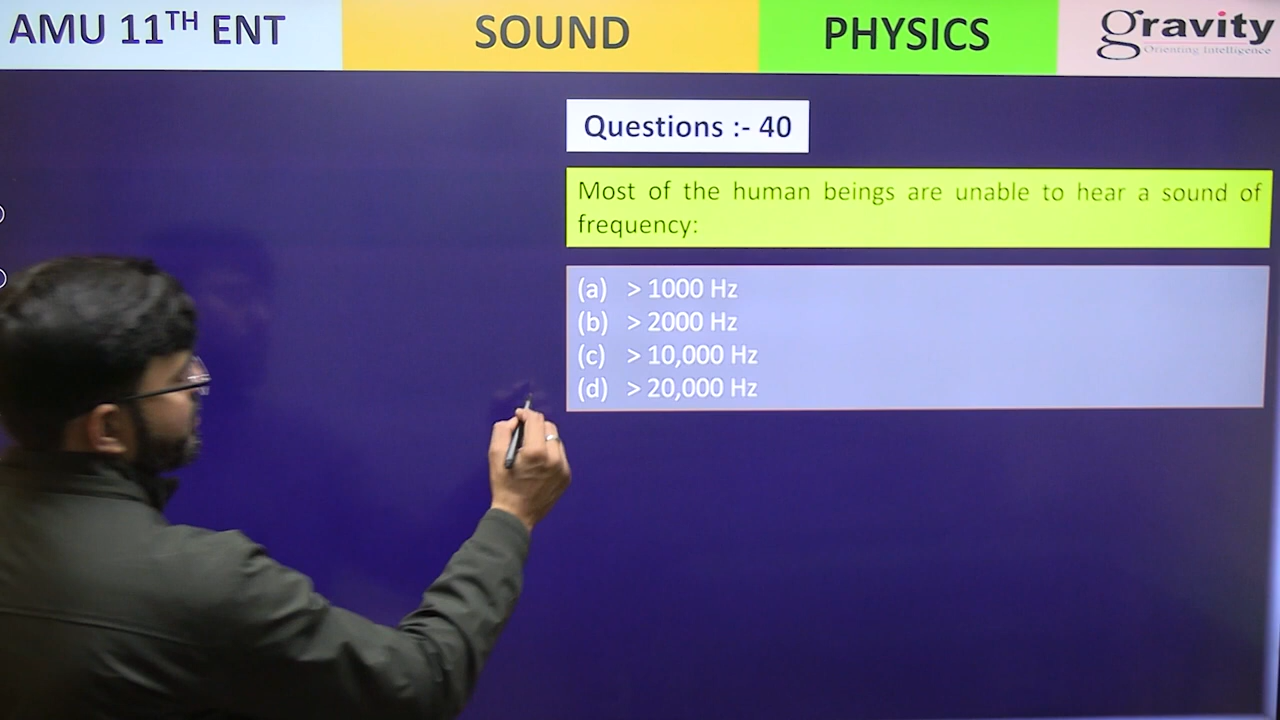 AMU 11TH ENT
SOUND
PHYSICS
gravity
Orienting Intelligence
Questions :- 40
Most of the human beings are unable to hear a sound of
frequency:
(a) > 1000 Hz
(b) > 2000 Hz
(c) > 10,000 Hz
(d) > 20,000 Hz